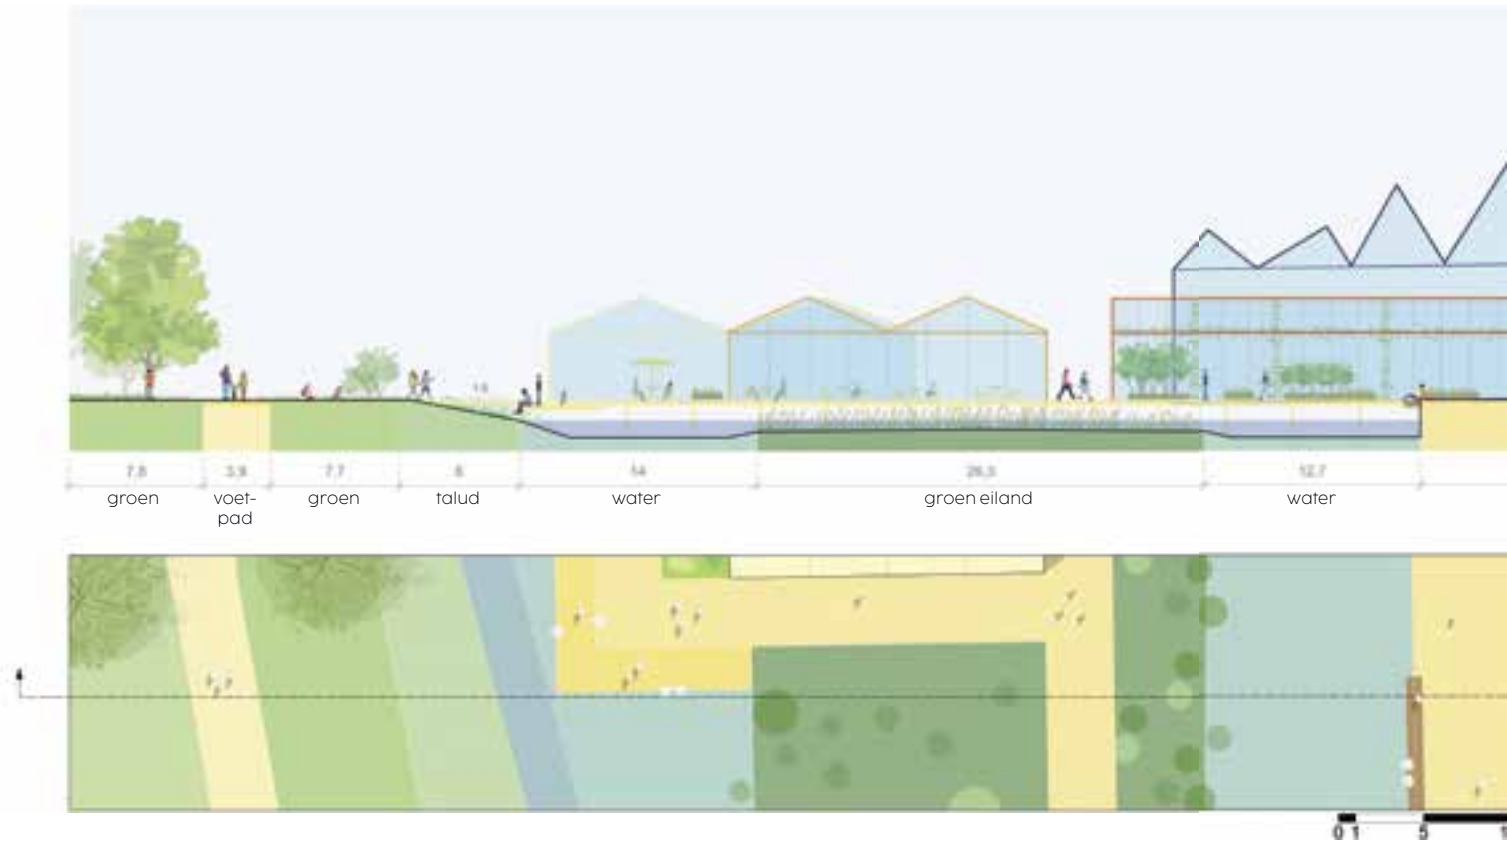 7,8 3,9 7,7 14 26,3 12,7
groen voet- groen talud water groen eiland water
pad
0 1 5